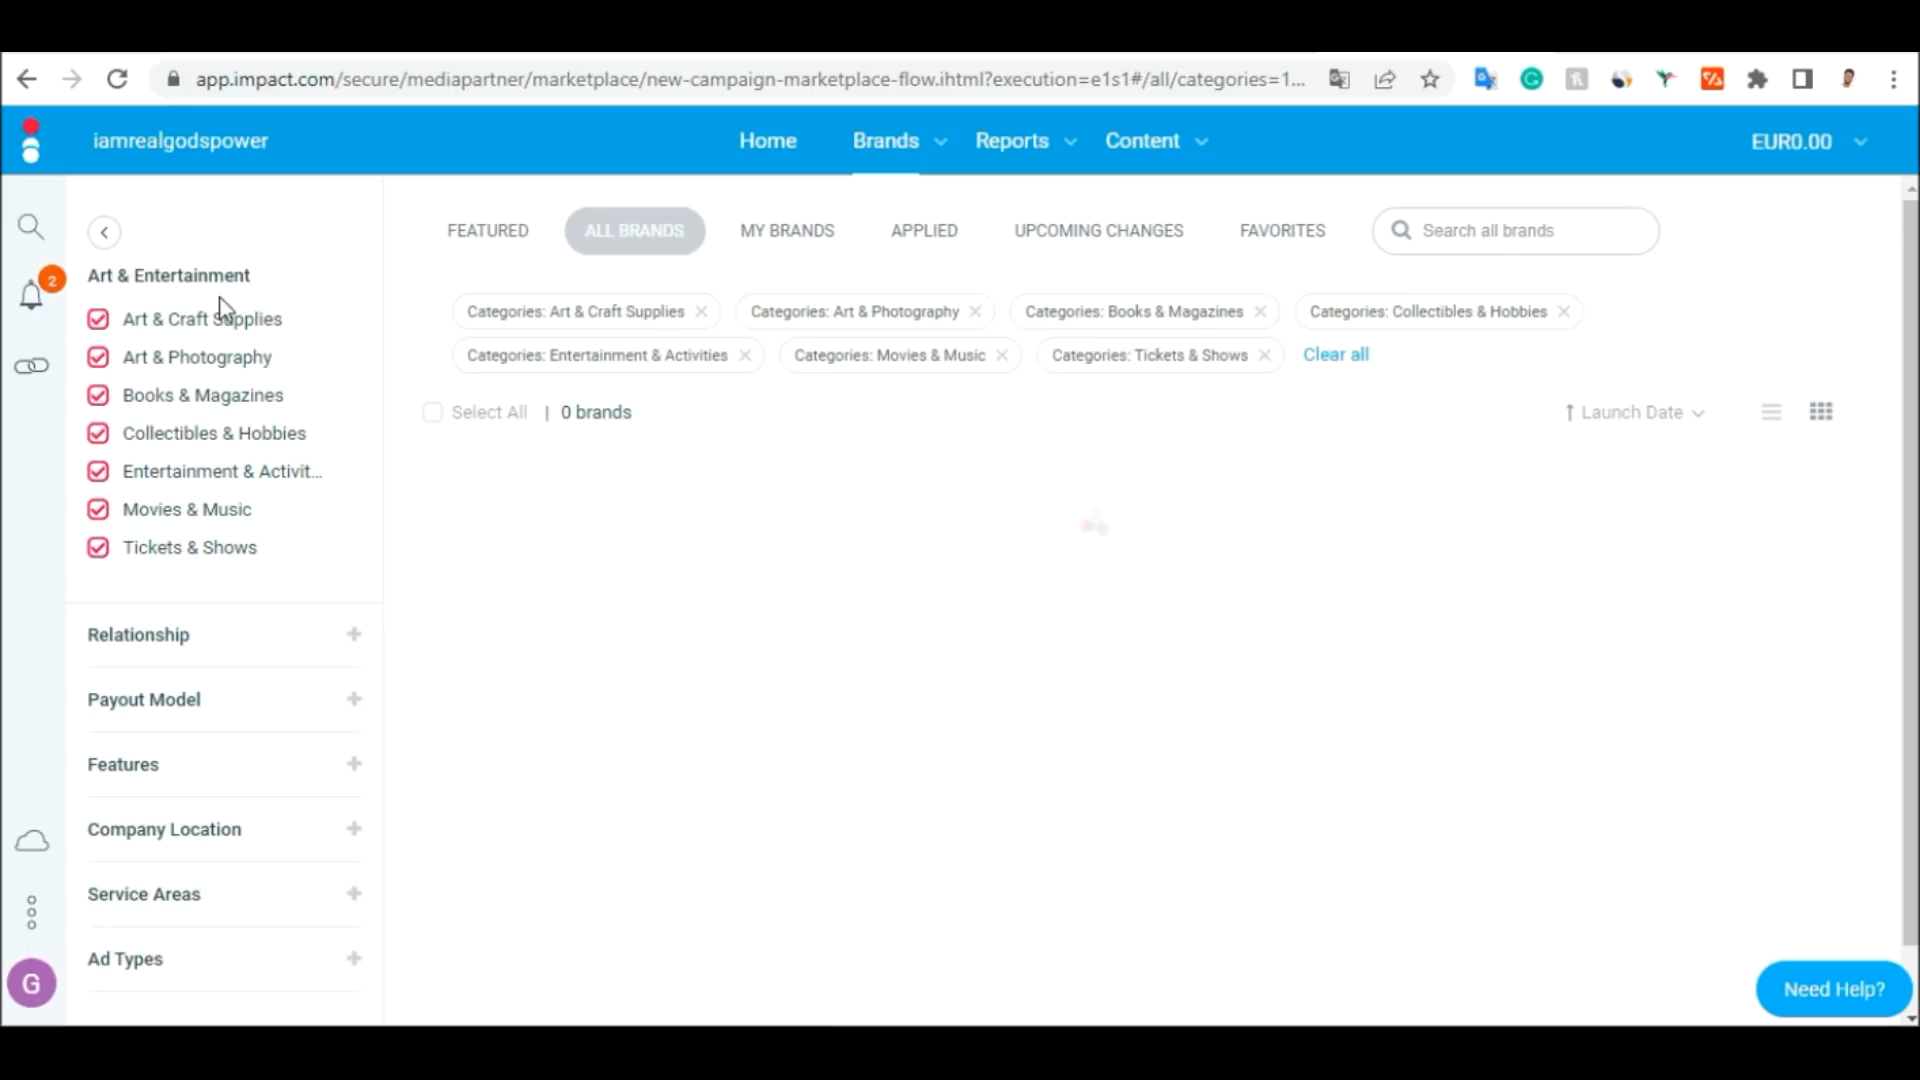 app.impact.com/secure/mediapartner/marketplace/new-campaign-marketplace-flow.ihtml?execution=e1s1#/all/categories=1...
iamrealgodspower
Home
Brands
Reports
Content
EUR0.00
2
Art & Entertainment
Art & Craft Supplies
Art & Photography
Books & Magazines
Collectibles & Hobbies
Entertainment & Activit...
Movies & Music
Tickets & Shows
Relationship
Payout Model
Features
Company Location
Service Areas
Ad Types
G
FEATURED
ALL BRANDS
MY BRANDS
APPLIED
UPCOMING CHANGES
FAVORITES
Search all brands
Categories: Art & Craft Supplies
Categories: Art & Photography
Categories: Books & Magazines
Categories: Collectibles & Hobbies
Categories: Entertainment & Activities
Categories: Movies & Music
Categories: Tickets & Shows
Clear all
Select All | 0 brands
Launch Date
Need Help?